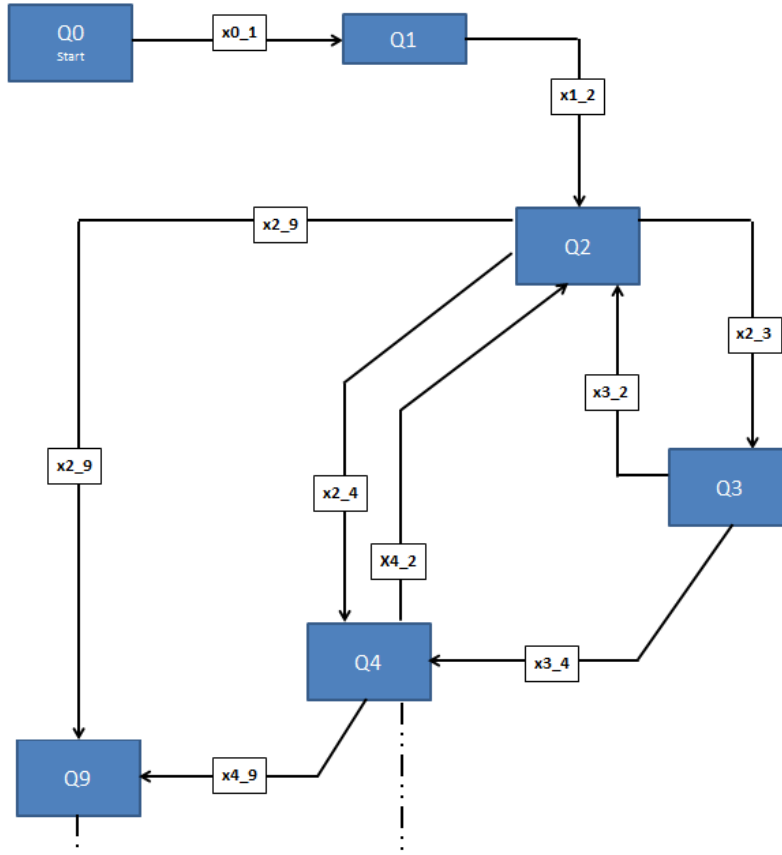 Q0
Start
x0_1
Q1
x1_2
x2_9
Q2
x2_3
x3_2
x2_9
x2_4
Q3
X4_2
Q4
x3_4
Q9
x4_9